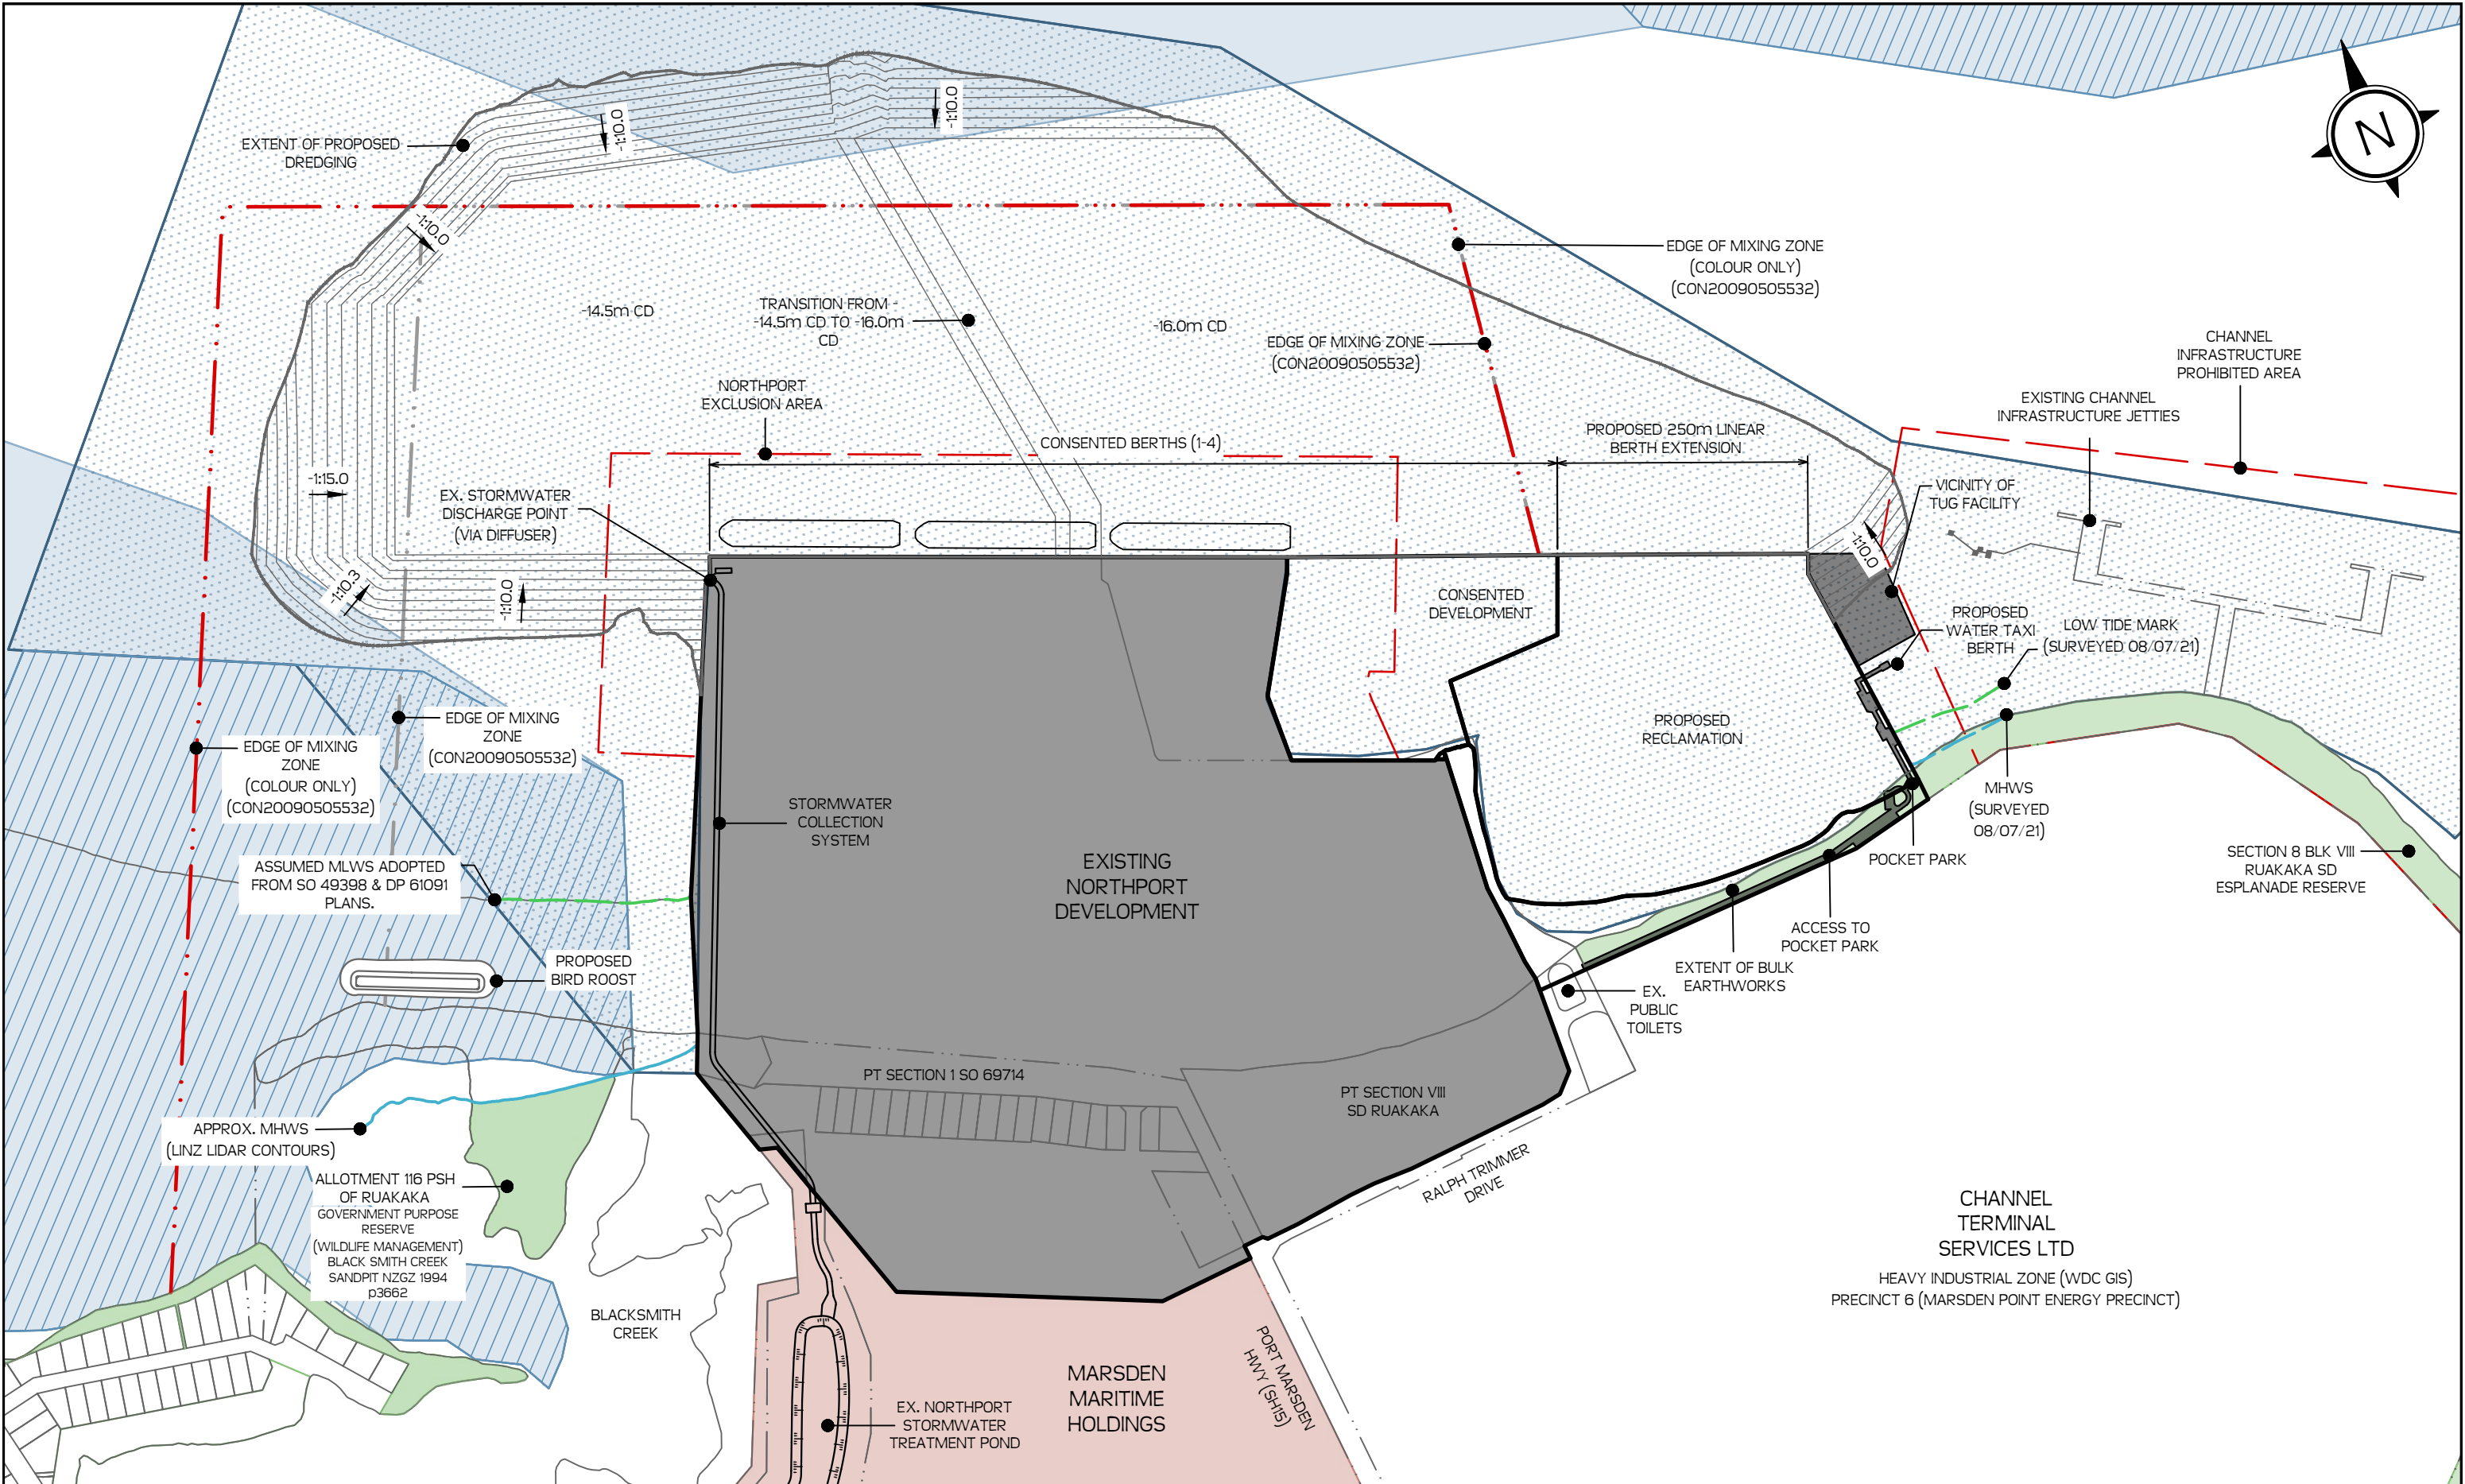 N
EXTENT OF PROPOSED
DREDGING
-1:10.0
-1:10.0
-1:10.0
EDGE OF MIXING ZONE
(COLOUR ONLY)
(CON20090505532)
-14.5m CD
TRANSITION FROM -
-14.5m CD TO -16.0m
CD
-16.0m CD
EDGE OF MIXING ZONE
(CON20090505532)
CHANNEL
INFRASTRUCTURE
PROHIBITED AREA
NORTHPORT
EXCLUSION AREA
EXISTING CHANNEL
INFRASTRUCTURE JETTIES
CONSENTED BERTHS (1-4)
PROPOSED 250m LINEAR
BERTH EXTENSION
-1:15.0
EX. STORMWATER
DISCHARGE POINT
(VIA DIFFUSER)
VICINITY OF
TUG FACILITY
-1:10.0
-1:10.3
-1:10.0
CONSENTED
DEVELOPMENT
PROPOSED
WATER TAXI
BERTH
LOW TIDE MARK
(SURVEYED 08/07/21)
EDGE OF MIXING
ZONE
(CON20090505532)
EDGE OF MIXING
ZONE
(COLOUR ONLY)
(CON20090505532)
PROPOSED
RECLAMATION
STORMWATER
COLLECTION
SYSTEM
MHWS
(SURVEYED
08/07/21)
EXISTING
NORTHPORT
DEVELOPMENT
POCKET PARK
SECTION 8 BLK VIII
RUAKAKA SD
ESPLANADE RESERVE
ASSUMED MLWS ADOPTED
FROM SO 49398 & DP 61091
PLANS.
ACCESS TO
POCKET PARK
PROPOSED
BIRD ROOST
EXTENT OF BULK
EARTHWORKS
EX.
PUBLIC
TOILETS
PT SECTION 1 SO 69714
PT SECTION VIII
SD RUAKAKA
APPROX. MHWS
(LINZ LIDAR CONTOURS)
RALPH TRIMMER
DRIVE
ALLOTMENT 116 PSH
OF RUAKAKA
GOVERNMENT PURPOSE
RESERVE
(WILDLIFE MANAGEMENT)
BLACK SMITH CREEK
SANDPIT NZGZ 1994
p3662
CHANNEL
TERMINAL
SERVICES LTD
HEAVY INDUSTRIAL ZONE (WDC GIS)
PRECINCT 6 (MARSDEN POINT ENERGY PRECINCT)
BLACKSMITH
CREEK
PORT MARSDEN
HWY (SH15)
MARSDEN
MARITIME
HOLDINGS
EX. NORTHPORT
STORMWATER
TREATMENT POND